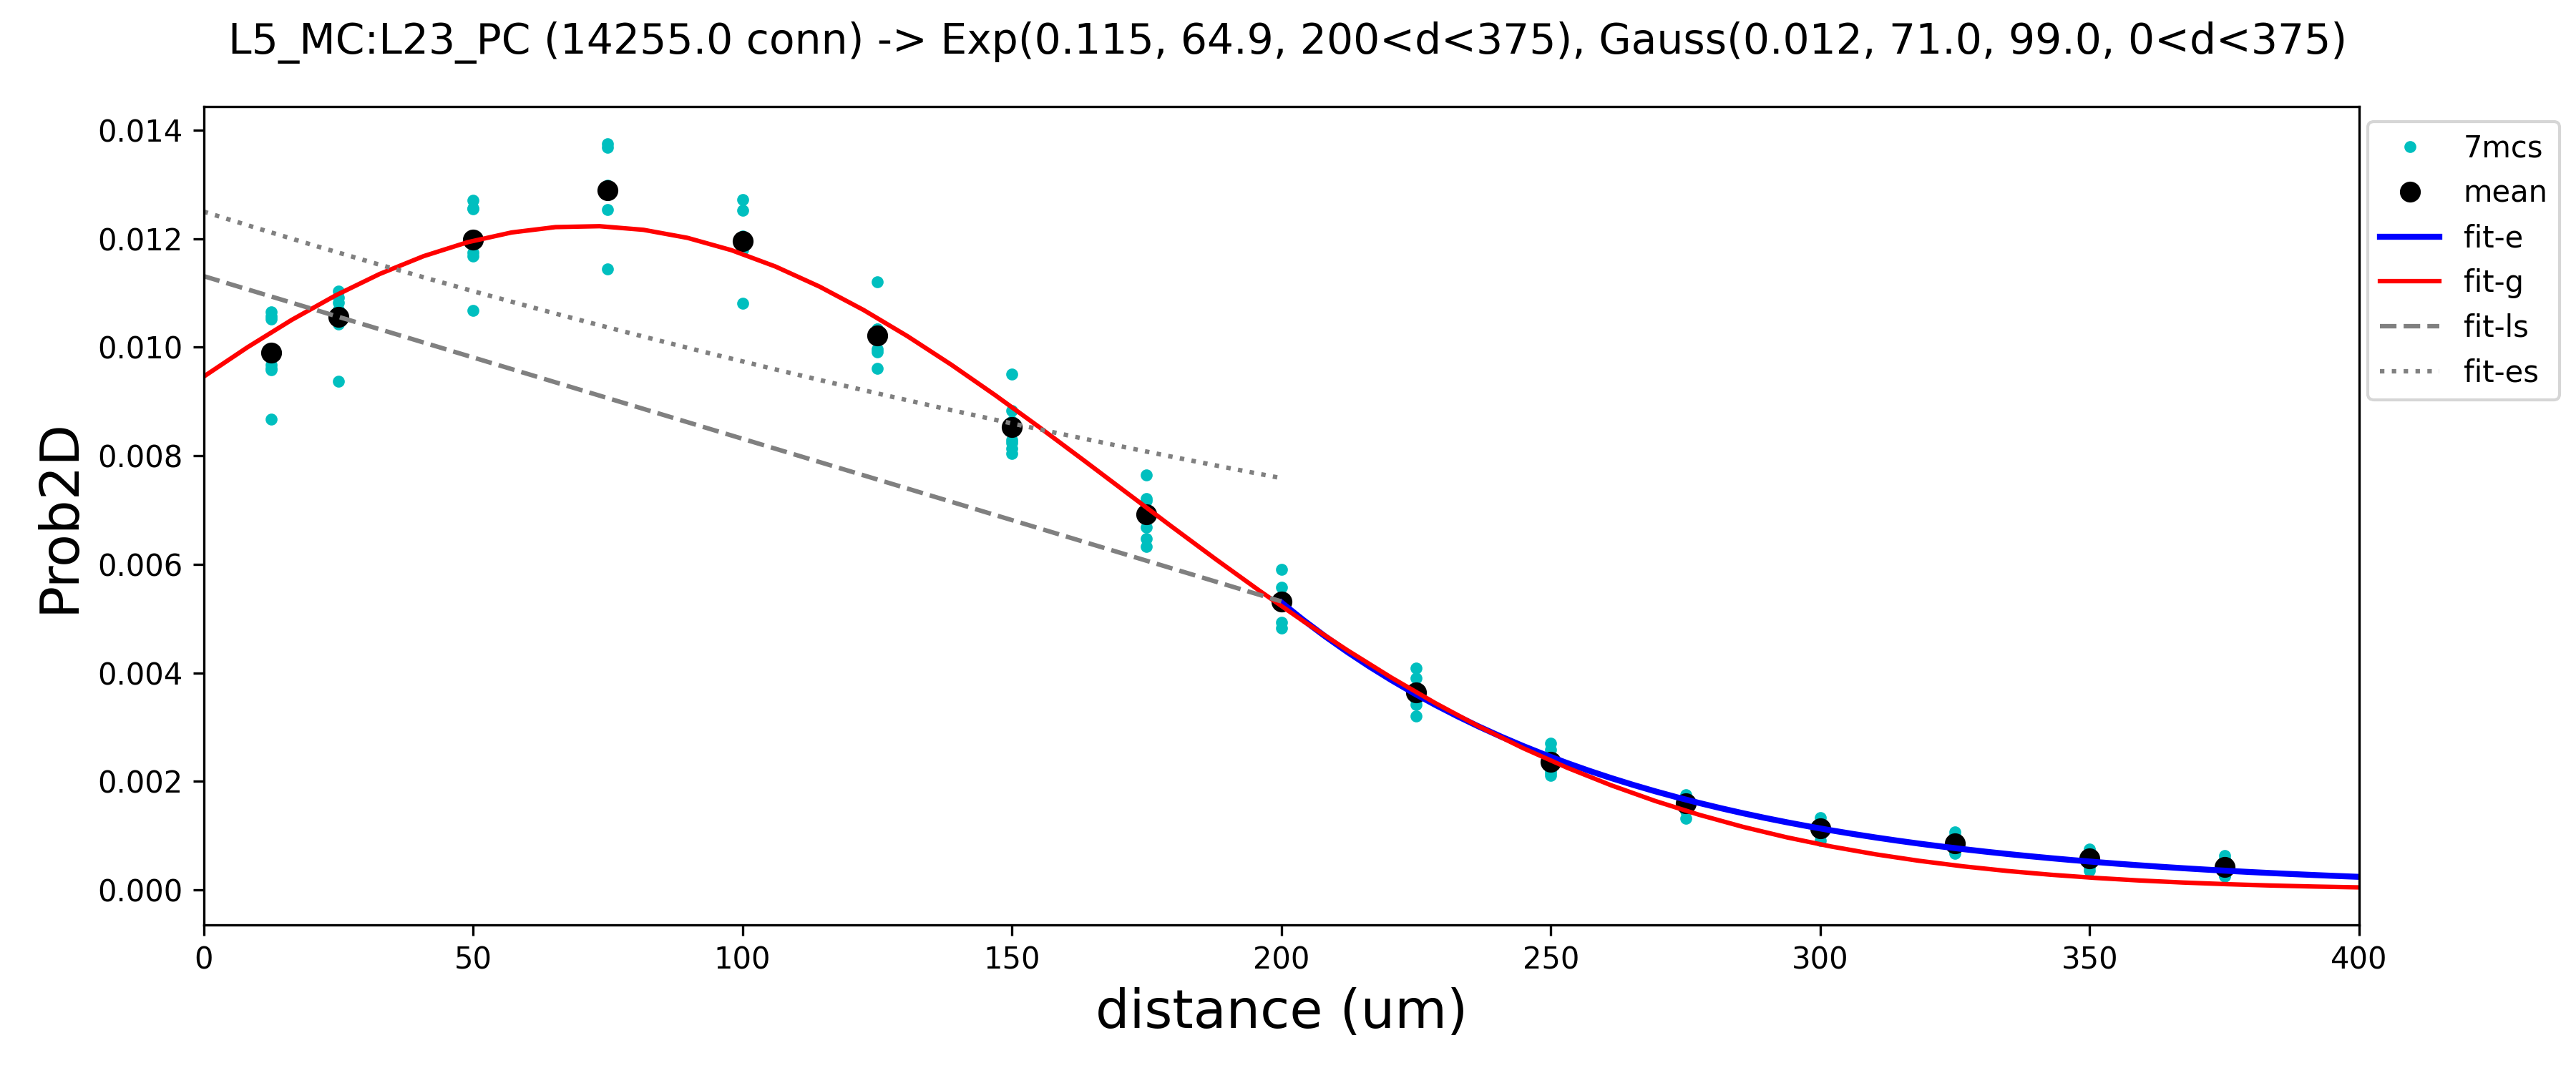 L5_MC:L23_PC (14255.0 conn) -> Exp(0.115, 64.9, 200<d<375), Gauss(0.012, 71.0, 99.0, 0<d<375)
0.014
0.012
0.010
0.008
0.006
0.004
0.002
0.000
Prob2D
0 50 100 150 200 250 300 350 400
distance (um)
7mcs
mean
fit-e
fit-g
fit-ls
fit-es